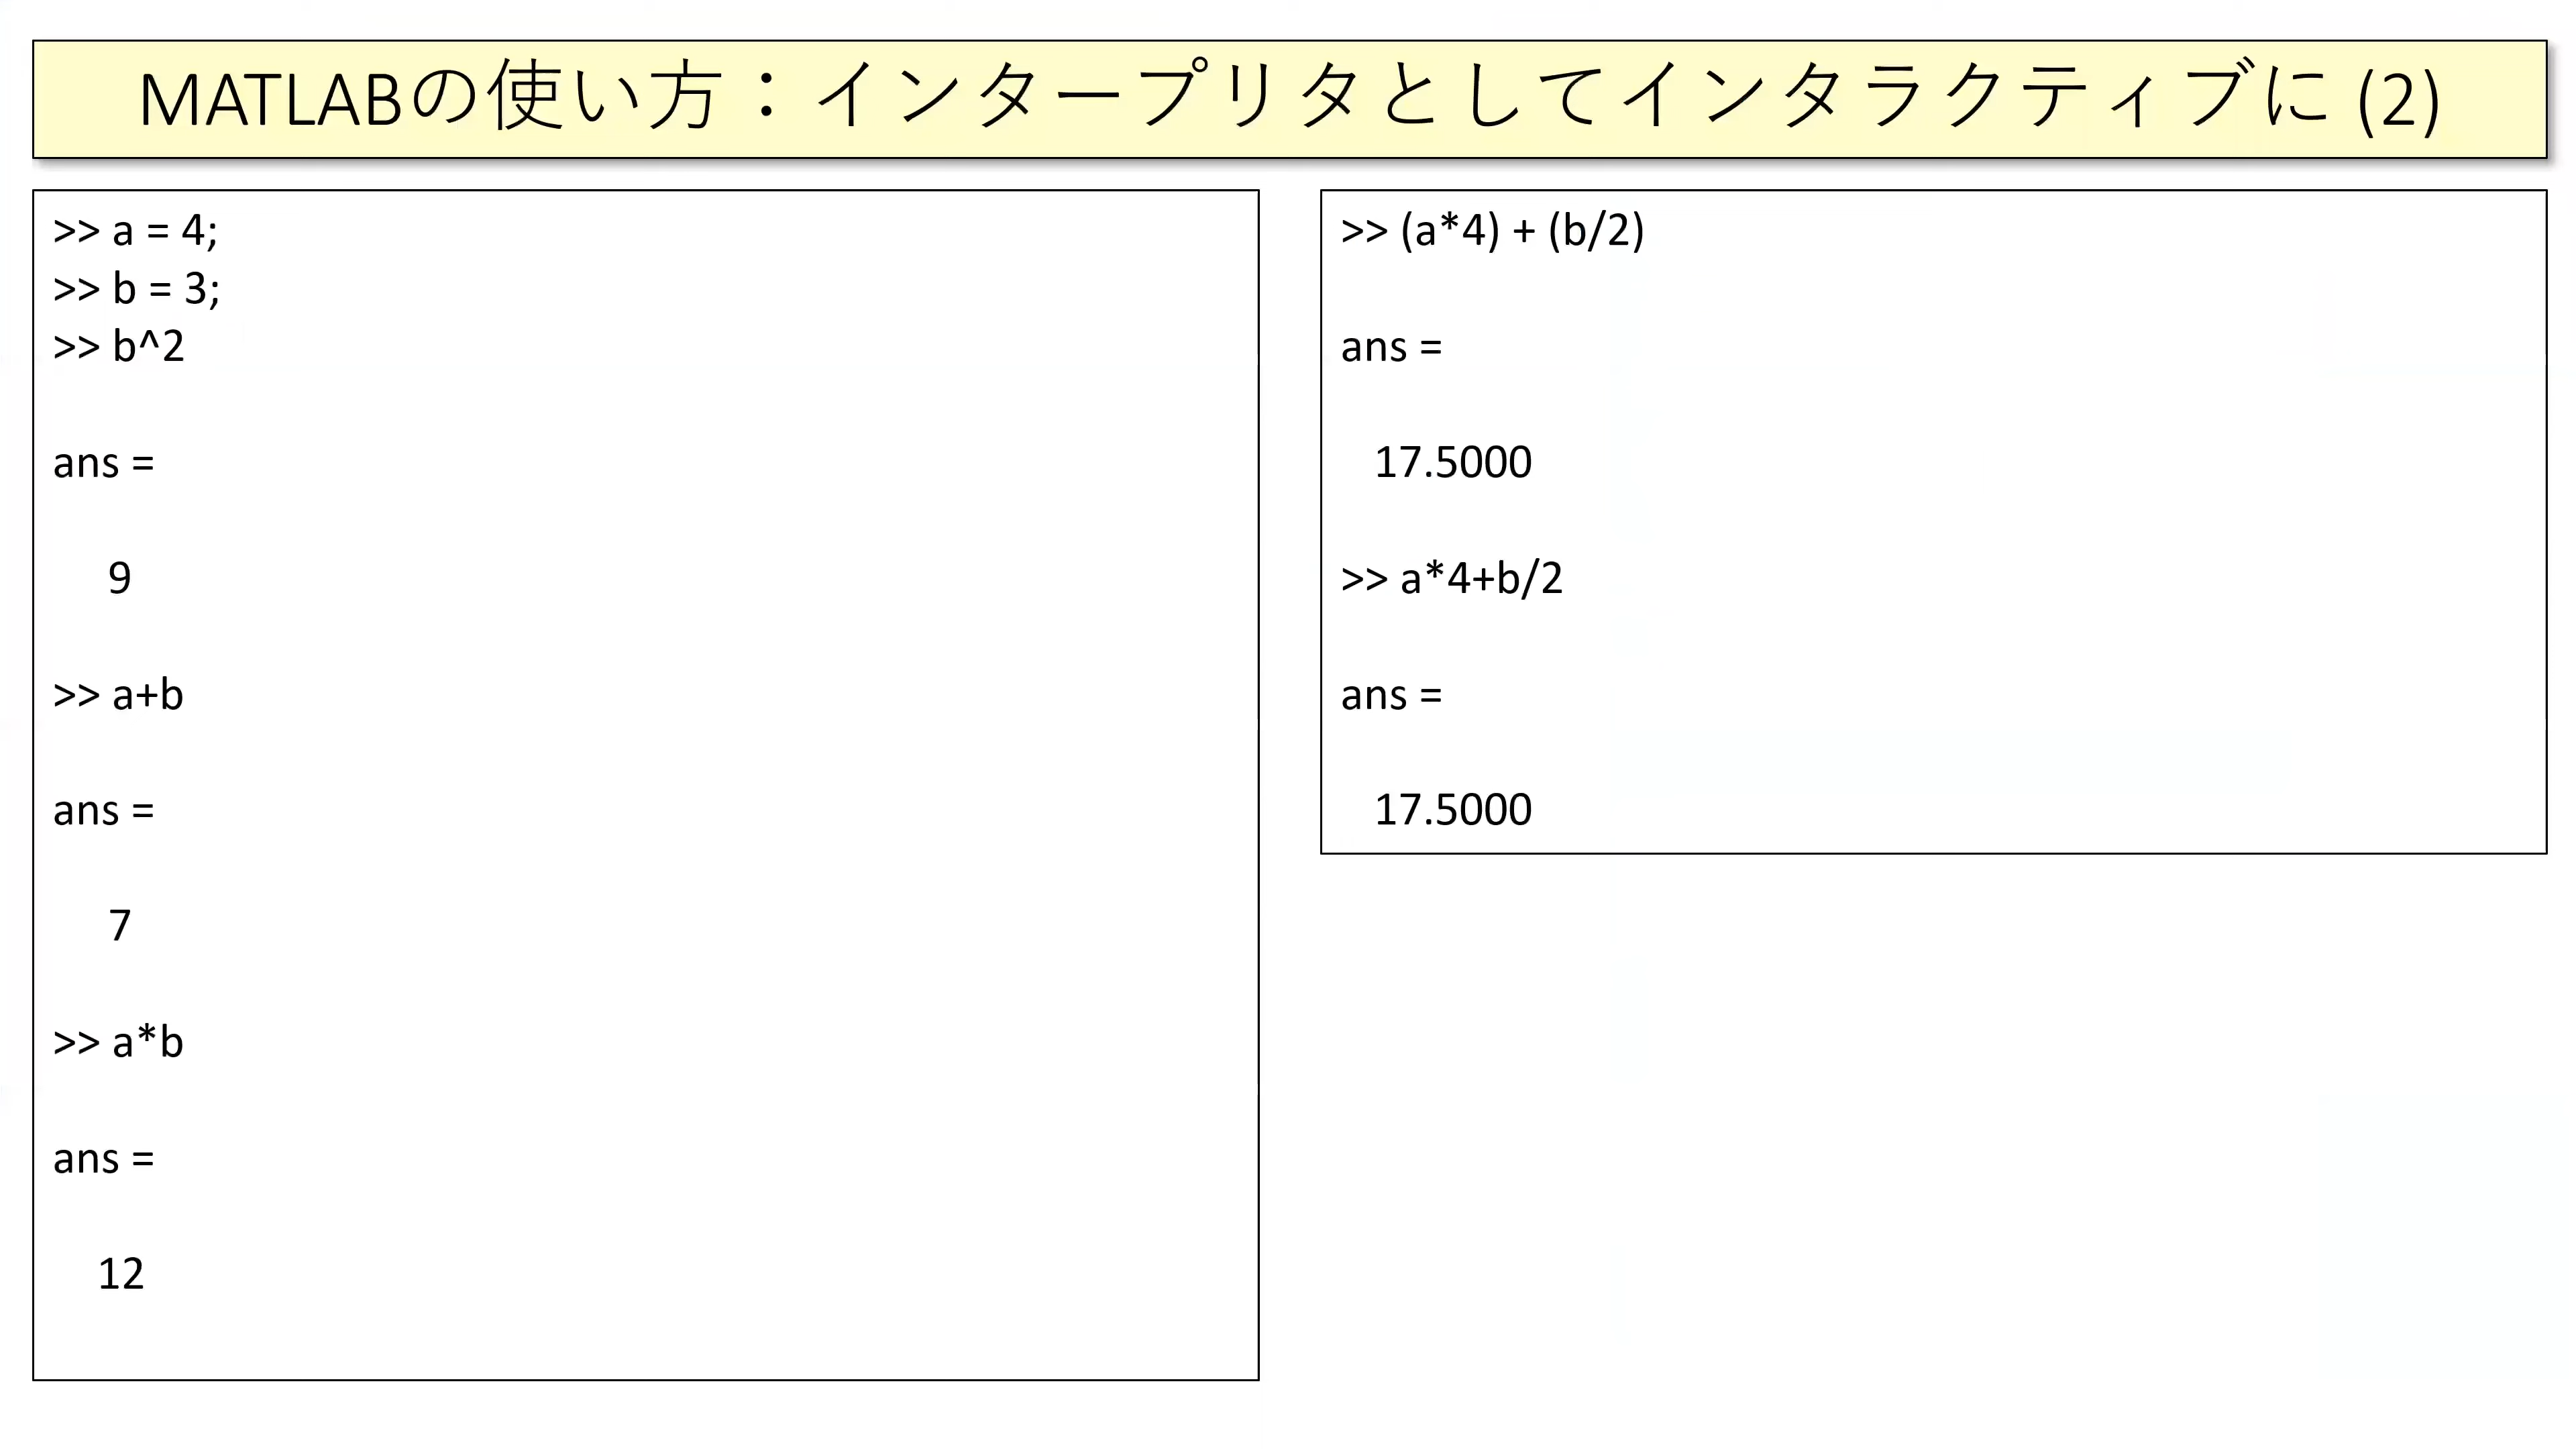 MATLABの使い方：インタープリタとしてインタラクティブに (2)
>> a = 4;
>> b = 3;
>> b^2
ans =
9
>> a+b
ans =
7
>> a*b
ans =
12
>> (a*4) + (b/2)
ans =
17.5000
>> a*4+b/2
ans =
17.5000